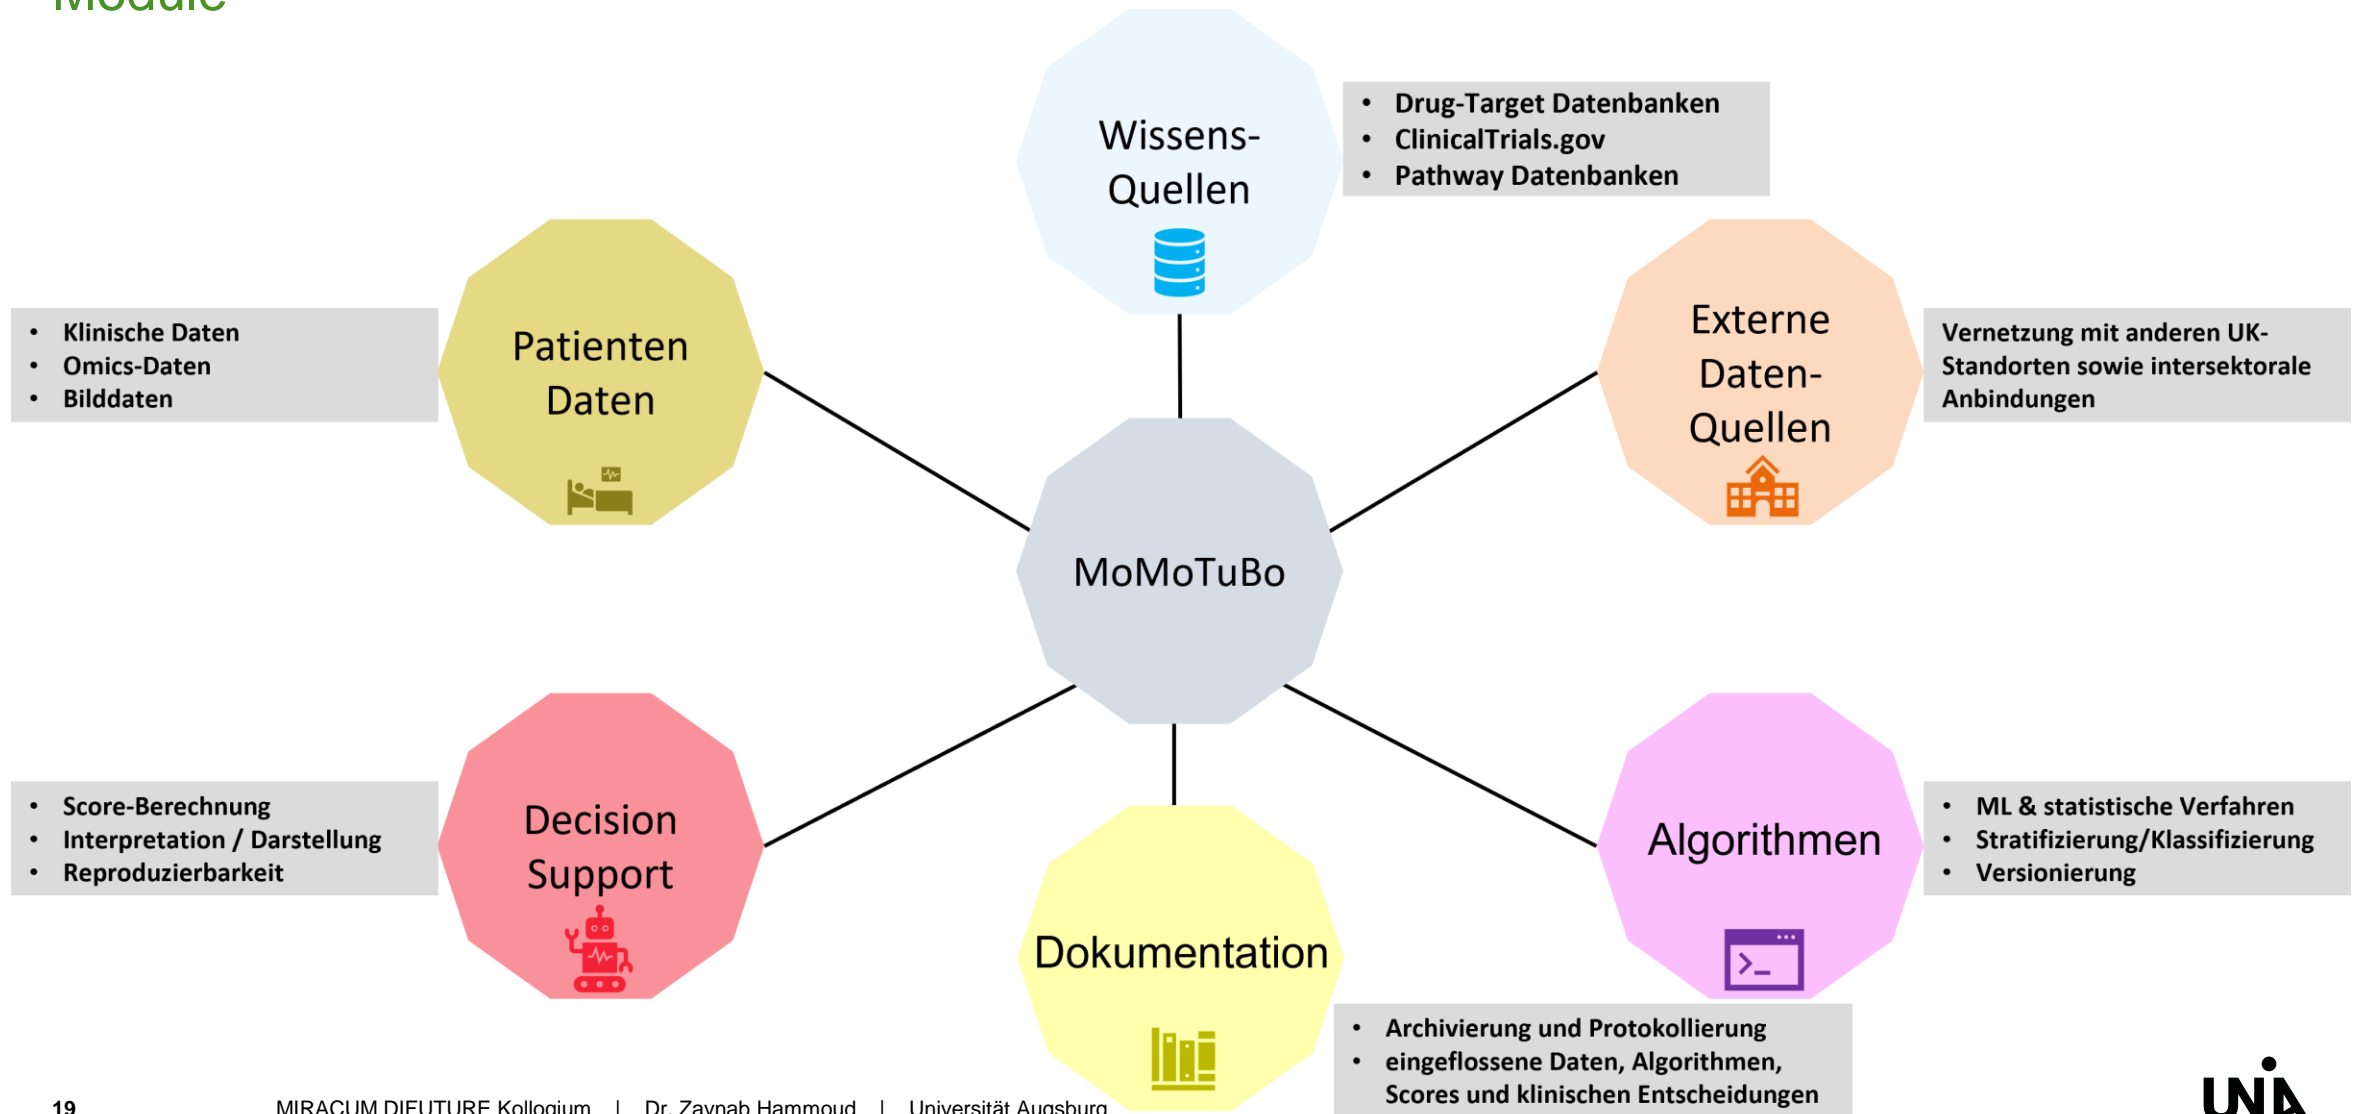 Module
Wissens-
Quellen
• Drug-Target Datenbanken
• ClinicalTrials.gov
• Pathway Datenbanken
Patienten
Daten
• Klinische Daten
• Omics-Daten
• Bilddaten
Externe
Daten-
Quellen
Vernetzung mit anderen UK-
Standorten sowie intersektorale
Anbindungen
MoMoTuBo
Decision
Support
• Score-Berechnung
• Interpretation / Darstellung
• Reproduzierbarkeit
Dokumentation
• Archivierung und Protokollierung
• eingeflossene Daten, Algorithmen,
Scores und klinischen Entscheidungen
Algorithmen
>_
• ML & statistische Verfahren
• Stratifizierung/Klassifizierung
• Versionierung
19 MIRACUM DIFUTURE Kolloqium | Dr. Zaynab Hammoud | Universität Augsburg
UNIA